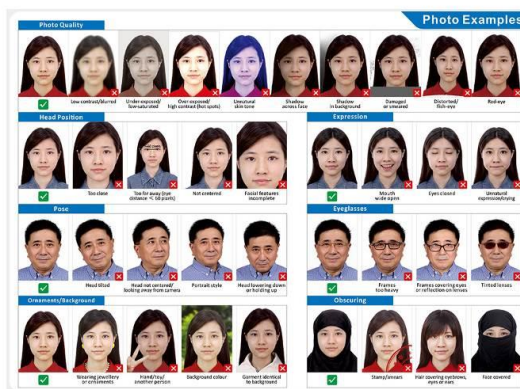 Photo Examples
Photo Quality
Low contrast/blurred
Under exposed/
low-saturated
Over exposed/
high contrast (hot spots)
Unnatural
skin tone
Shadow
across face
Shadow
in background
Damaged
or smeared
Distorted/
Fish-eye
Red-eye
Head Position
Expression
Too close
Too far away (eye
distance < 60 pixels)
Not centered
Facial features
incomplete
Mouth
wide open
Eyes closed
Unnatural
expression/crying
Pose
Eyeglasses
Head tilted
Head not centered/
looking away from camera
Portrait style
Head lowering down
or holding up
Frames
too heavy
Frames covering eyes
or reflection on lenses
Tinted lenses
Ornaments/Background
Obscuring
Wearing jewellery
or ornaments
Hand/toy/
another person
Background colour
Garment identical
to background
Stamp/smears
Hair covering eyebrows,
eyes or ears
Face covered